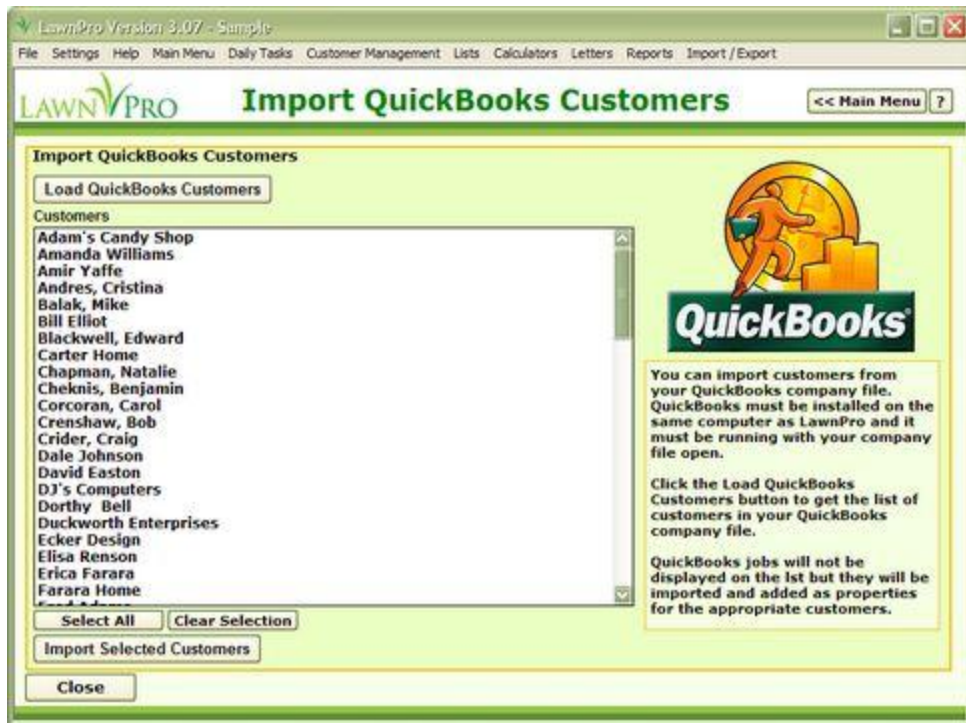 LawnPro Version 3.07 - Sample
File Settings Help Main Menu Daily Tasks Customer Management Lists Calculators Letters Reports Import / Export
LAWNPRO
Import QuickBooks Customers
<< Main Menu ?
Import QuickBooks Customers
Load QuickBooks Customers
Customers
Adam's Candy Shop
Amanda Williams
Amir Yaffe
Andres, Cristina
Balak, Mike
Bill Elliot
Blackwell, Edward
Carter Home
Chapman, Natalie
Cheknis, Benjamin
Corcoran, Carol
Crenshaw, Bob
Crider, Craig
Dale Johnson
David Easton
DJ's Computers
Dorthy Bell
Duckworth Enterprises
Ecker Design
Elisa Renson
Erica Farara
Farara Home
Select All Clear Selection
Import Selected Customers
Close
QuickBooks
You can import customers from
your QuickBooks company file.
QuickBooks must be installed on the
same computer as LawnPro and it
must be running with your company
file open.
Click the Load QuickBooks
Customers button to get the list of
customers in your QuickBooks
company file.
QuickBooks jobs will not be
displayed on the lst but they will be
imported and added as properties
for the appropriate customers.